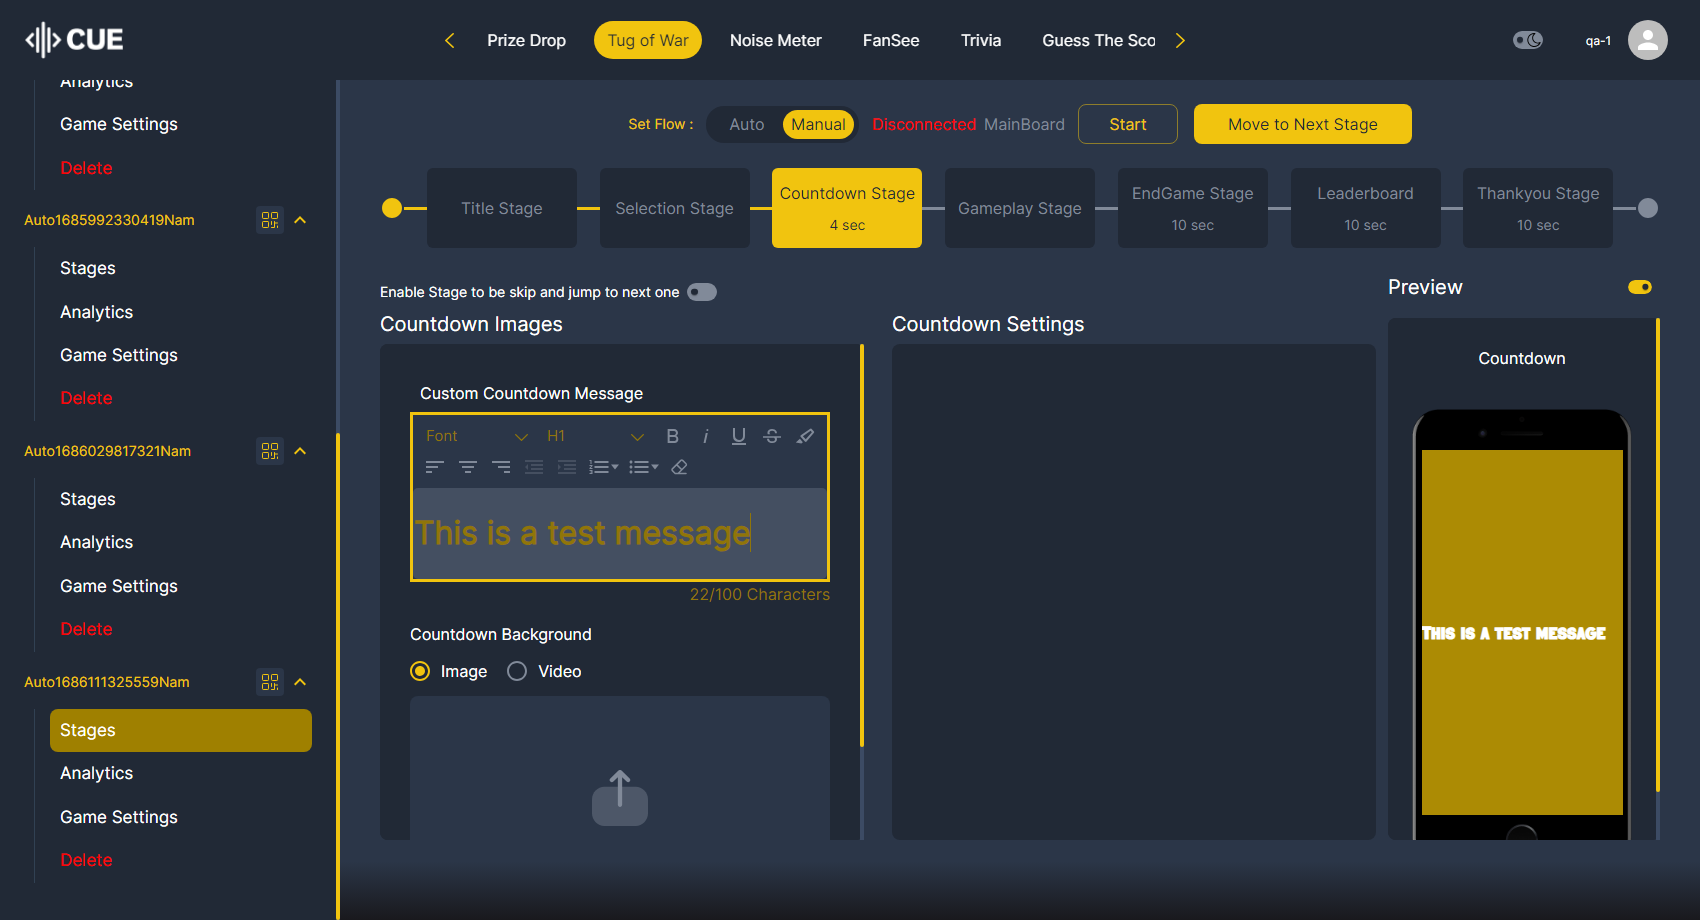 CUE
Prize Drop
Tug of War
Noise Meter
FanSee
Trivia
Guess The Sco
qa-1
Analytics
Game Settings
Delete
Auto1685992330419Nam
Stages
Analytics
Game Settings
Delete
Auto1686029817321Nam
Stages
Analytics
Game Settings
Delete
Auto1686111325559Nam
Stages
Analytics
Game Settings
Delete
Set Flow :
Auto
Manual
Disconnected MainBoard
Start
Move to Next Stage
Title Stage
Selection Stage
Countdown Stage
4 sec
Gameplay Stage
EndGame Stage
10 sec
Leaderboard
10 sec
Thankyou Stage
10 sec
Enable Stage to be skip and jump to next one
Countdown Images
Custom Countdown Message
Font
H1
B i U S
This is a test message
22/100 Characters
Countdown Background
Image
Video
Countdown Settings
Preview
Countdown
THIS IS A TEST MESSAGE